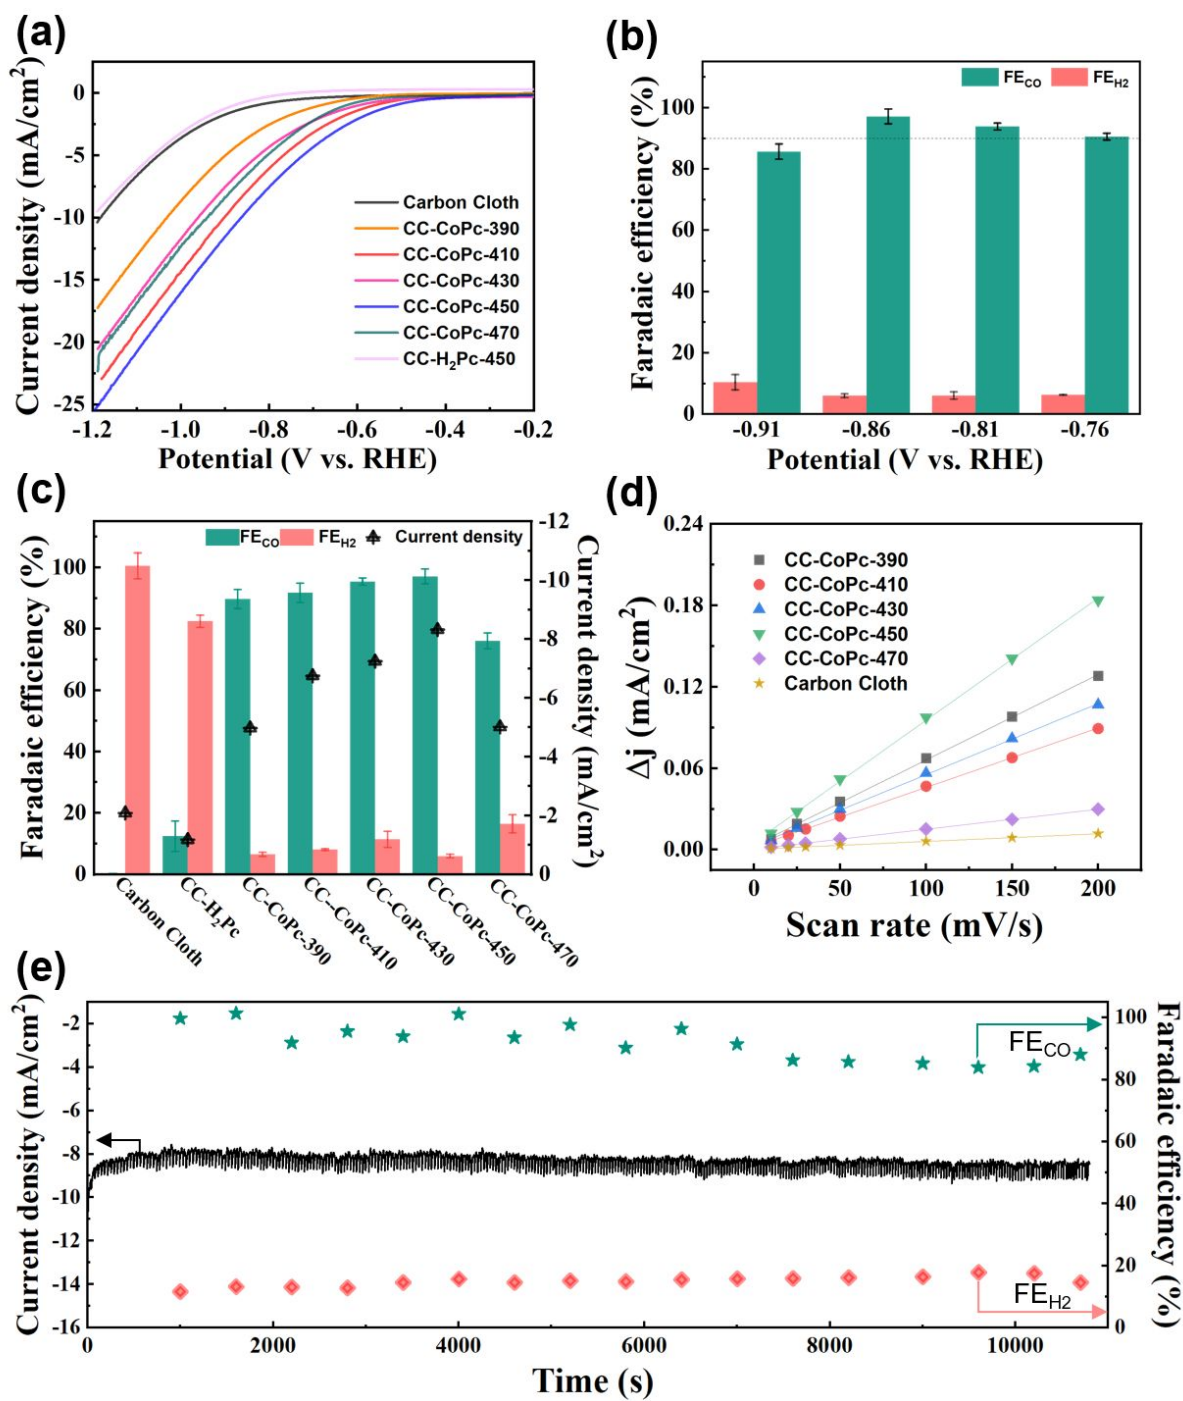 (a)
Current density (mA/cm²)
0
-5
-10
-15
-20
-25
-1.2 -1.0 -0.8 -0.6 -0.4 -0.2
Potential (V vs. RHE)
Carbon Cloth
CC-CoPc-390
CC-CoPc-410
CC-CoPc-430
CC-CoPc-450
CC-CoPc-470
CC-H₂Pc-450
(b)
Faradaic efficiency (%)
FE_CO FE_H2
100
80
60
40
20
0
-0.91 -0.86 -0.81 -0.76
Potential (V vs. RHE)
(c)
Faradaic efficiency (%)
FE_CO FE_H2 Current density
100
80
60
40
20
0
-12
-10
-8
-6
-4
-2
0
Current density (mA/cm²)
Carbon Cloth
CC-H₂Pc
CC-CoPc-390
CC--CoPc-410
CC-CoPc-430
CC-CoPc-450
CC-CoPc-470
(d)
Δj (mA/cm²)
0.24
0.18
0.12
0.06
0.00
CC-CoPc-390
CC-CoPc-410
CC-CoPc-430
CC-CoPc-450
CC-CoPc-470
Carbon Cloth
0 50 100 150 200
Scan rate (mV/s)
(e)
Current density (mA/cm²)
-2
-4
-6
-8
-10
-12
-14
-16
FE_CO
FE_H2
100
80
60
40
20
0
Faradaic efficiency (%)
0 2000 4000 6000 8000 10000
Time (s)